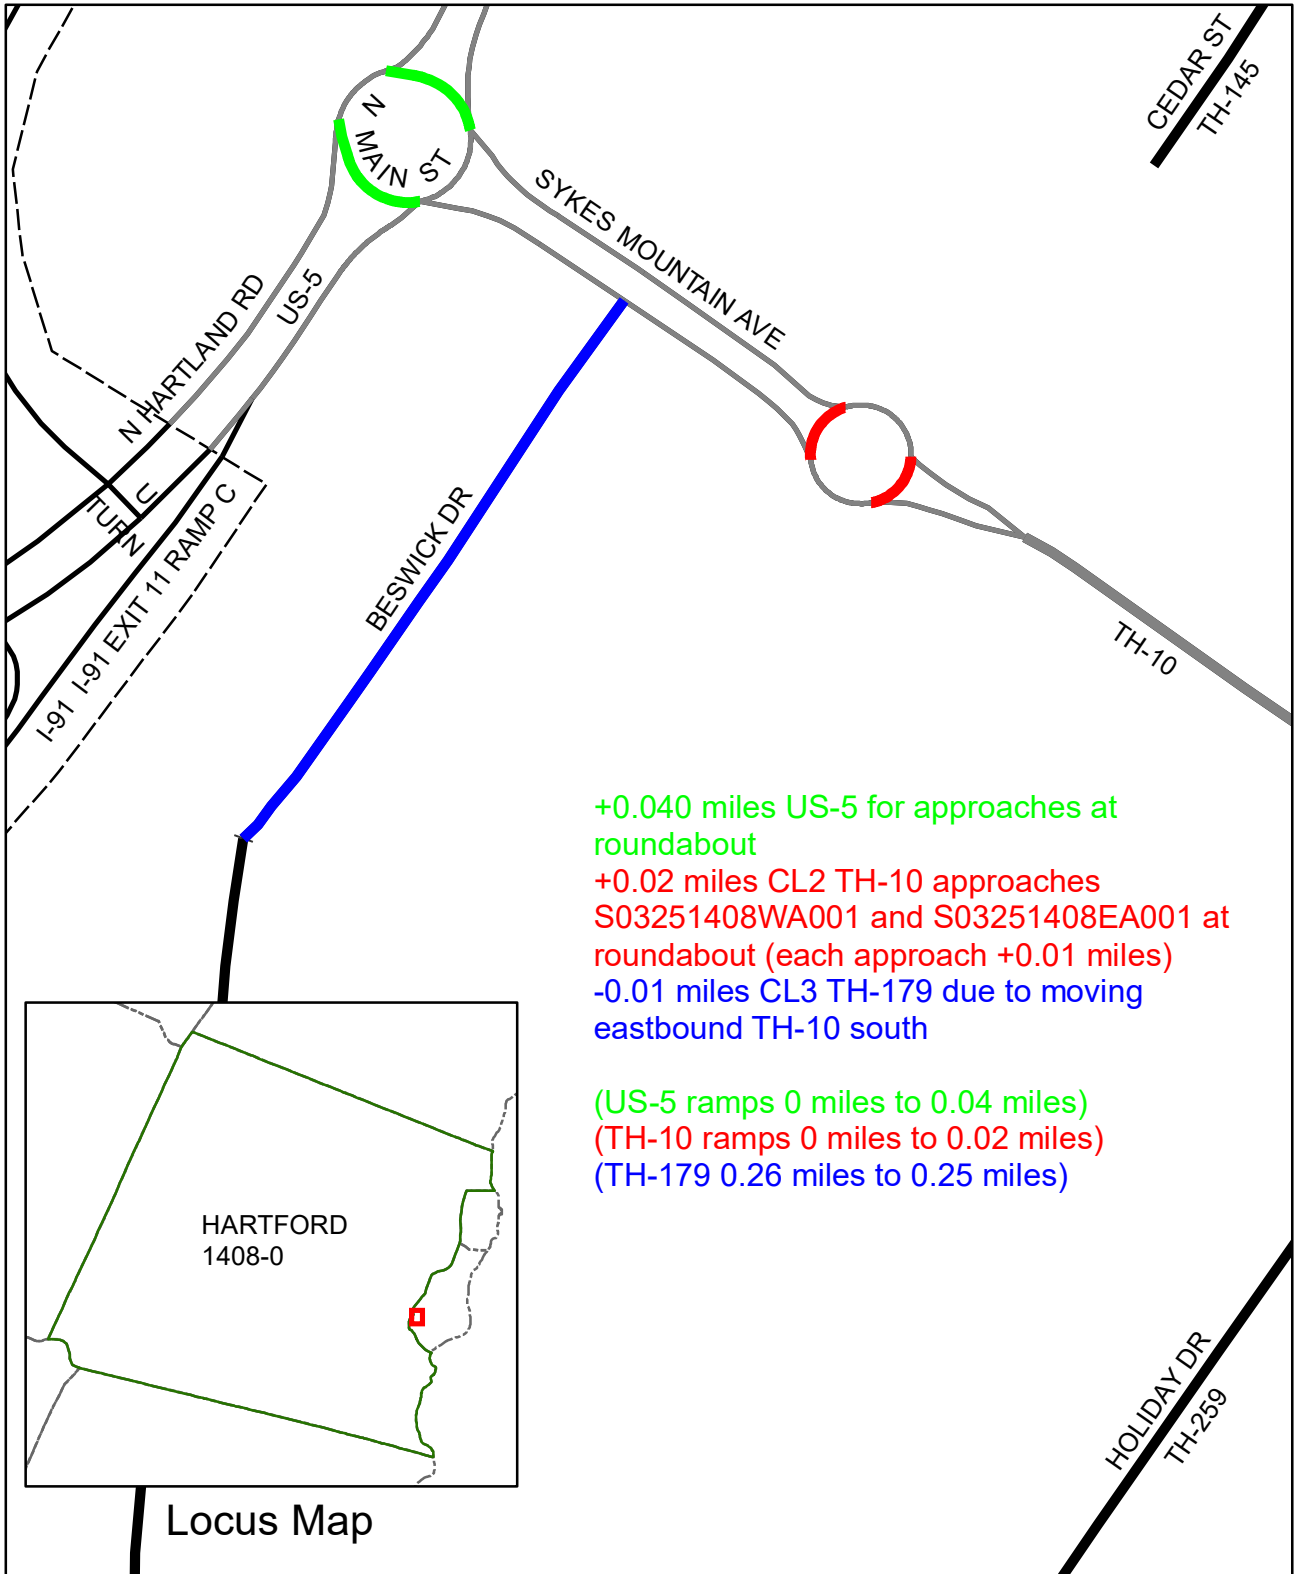 CEDAR ST
TH-145
N
MAIN ST
SYKES MOUNTAIN AVE
N HARTLAND RD
US-5
U
TURN
I-91 I-91 EXIT 11 RAMP C
BESWICK DR
TH-10
+0.040 miles US-5 for approaches at
roundabout
+0.02 miles CL2 TH-10 approaches
S03251408WA001 and S03251408EA001 at
roundabout (each approach +0.01 miles)
-0.01 miles CL3 TH-179 due to moving
eastbound TH-10 south
(US-5 ramps 0 miles to 0.04 miles)
(TH-10 ramps 0 miles to 0.02 miles)
(TH-179 0.26 miles to 0.25 miles)
HARTFORD
1408-0
HOLIDAY DR
TH-259
Locus Map